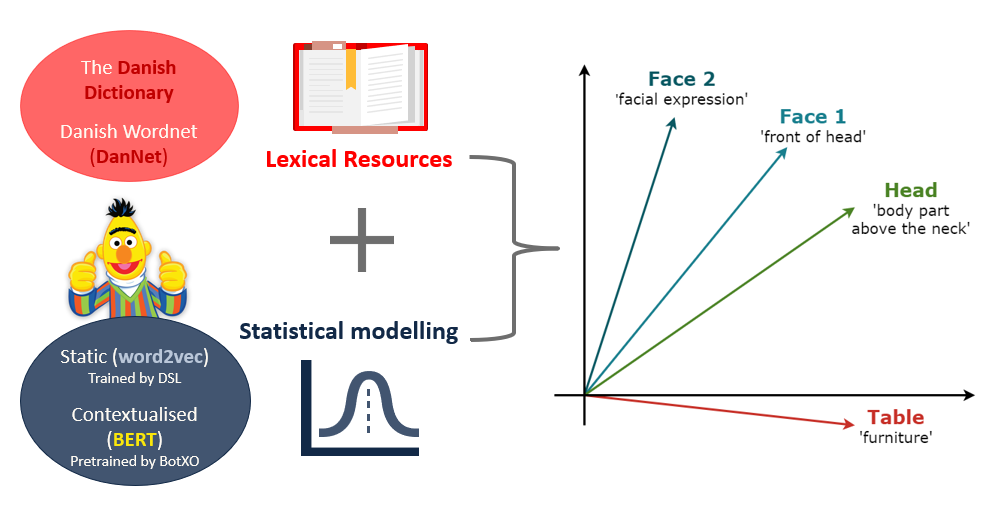 The Danish
Dictionary
Danish Wordnet
(DanNet)
Lexical Resources
Statistical modelling
Static (word2vec)
Trained by DSL
Contextualised
(BERT)
Pretrained by BotXO
Face 2
'facial expression'
Face 1
'front of head'
Head
'body part
above the neck'
Table
'furniture'